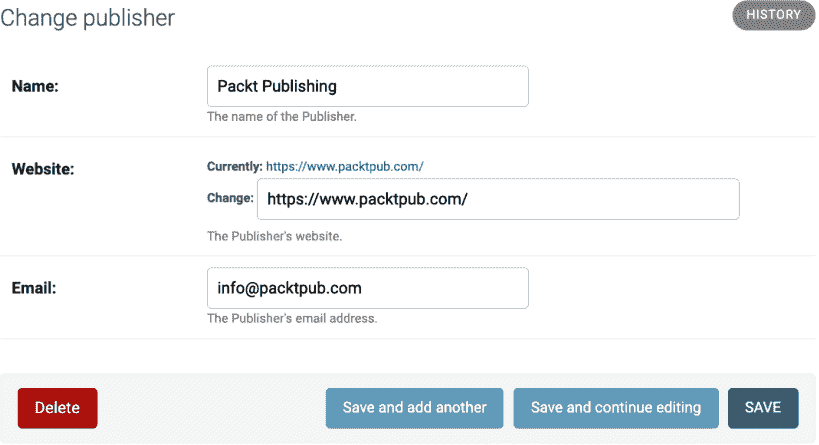 Change publisher
HISTORY
Name:
Packt Publishing
The name of the Publisher.
Website:
Currently: https://www.packtpub.com/
Change: https://www.packtpub.com/
The Publisher's website.
Email:
info@packtpub.com
The Publisher's email address.
Delete
Save and add another
Save and continue editing
SAVE